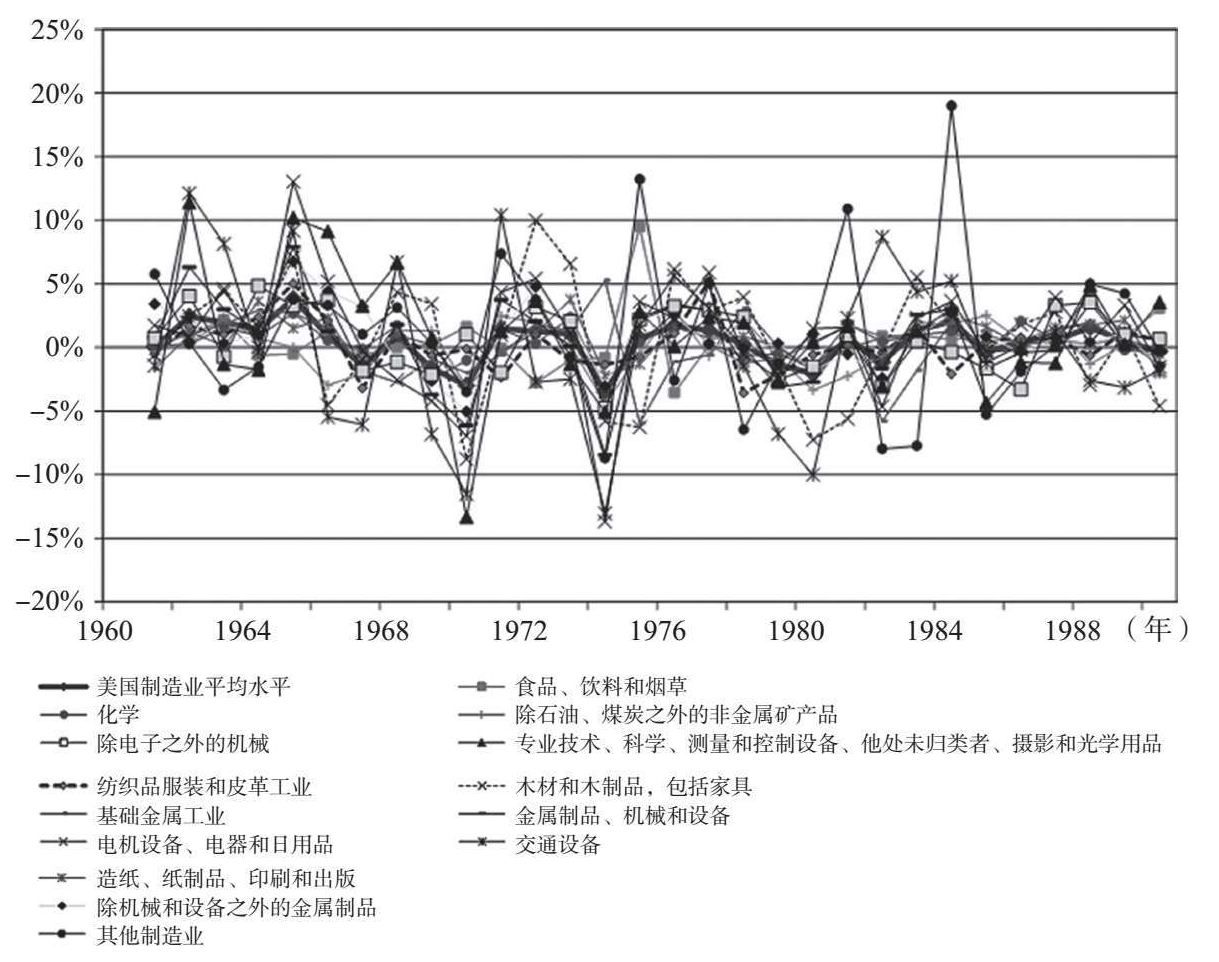 25%
20%
15%
10%
5%
0%
–5%
–10%
–15%
–20%
1960 1964 1968 1972 1976 1980 1984 1988 （年）
美国制造业平均水平
食品、饮料和烟草
化学
除石油、煤炭之外的非金属矿产品
除电子之外的机械
专业技术、科学、测量和控制设备、他处未归类者、摄影和光学用品
纺织品服装和皮革工业
木材和木制品，包括家具
基础金属工业
金属制品、机械和设备
电机设备、电器和日用品
交通设备
造纸、纸制品、印刷和出版
除机械和设备之外的金属制品
其他制造业